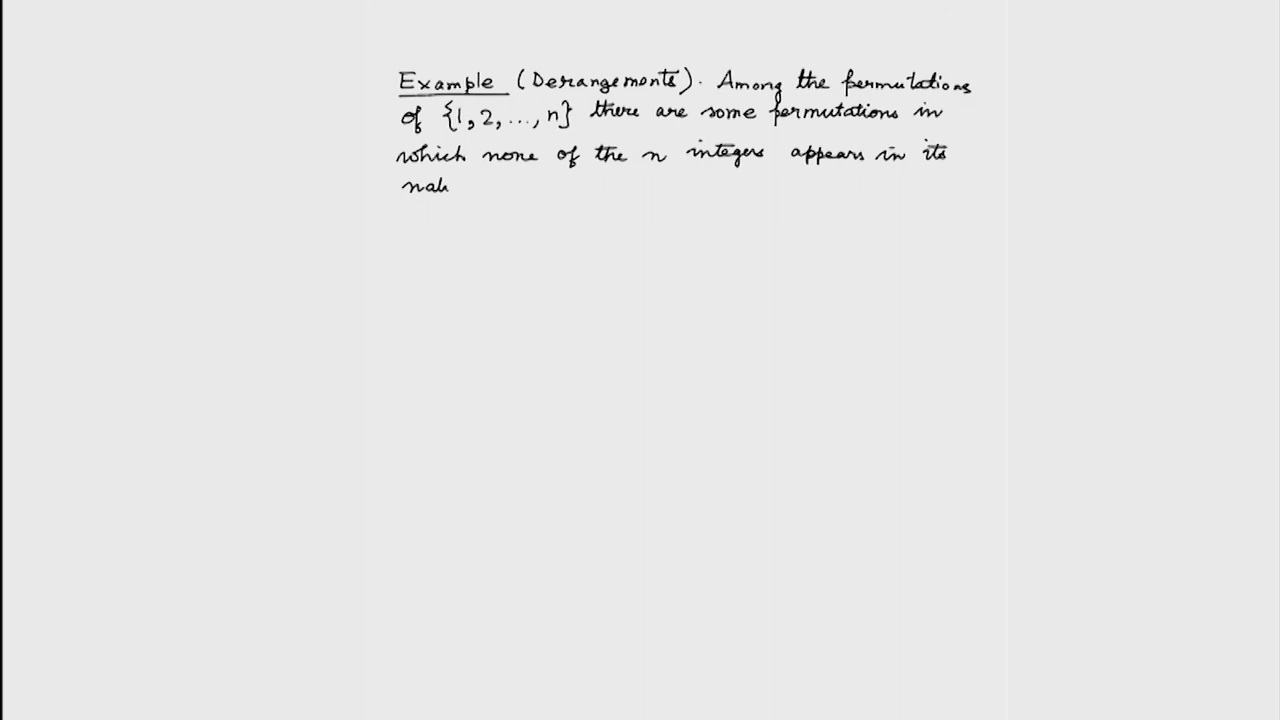 Example (Derangements). Among the permutations
of {1, 2, ..., n} there are some permutations in
which none of the n integers appears in its